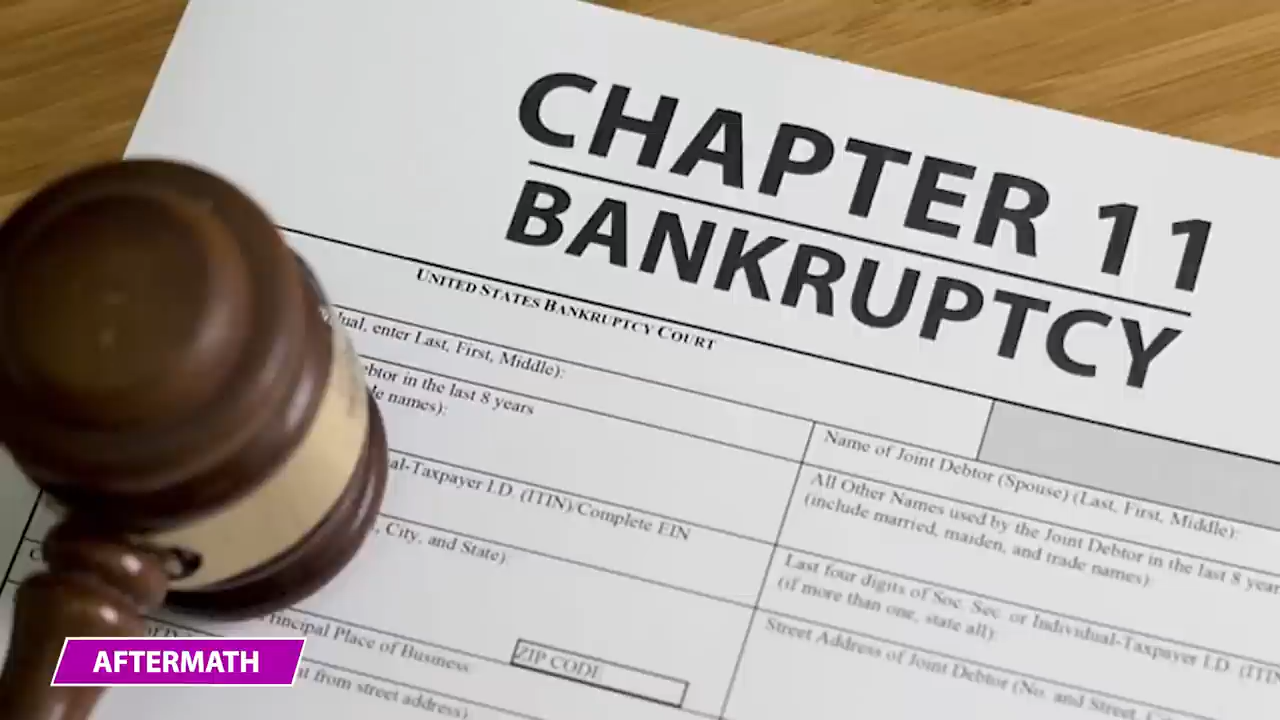 CHAPTER 11
BANKRUPTCY
UNITED STATES BANKRUPTCY COURT
enter Last, First, Middle):
in the last 8 years
names):
Name of Joint Debtor (Spouse) (Last, First, Middle):
All Other Names used by the Joint Debtor in the last 8
(include married, maiden, and trade names):
-Taxpayer I.D. (ITIN)/Complete EIN
Last four digits of Soc. Sec. or Individual-Taxpayer I.D.
(if more than one, state all):
, City, and State):
Street Address of Joint Debtor (No. and Street,
Place of Business:
ZIP CODE
from street address):
AFTERMATH